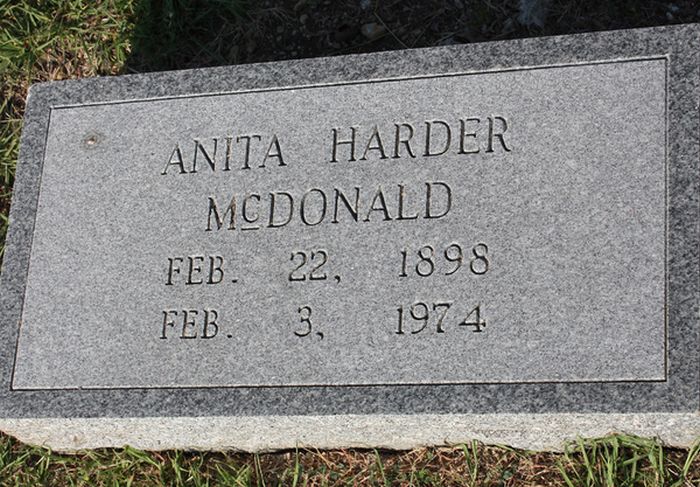 ANITA HARDER
McDONALD
FEB. 22, 1898
FEB. 3, 1974